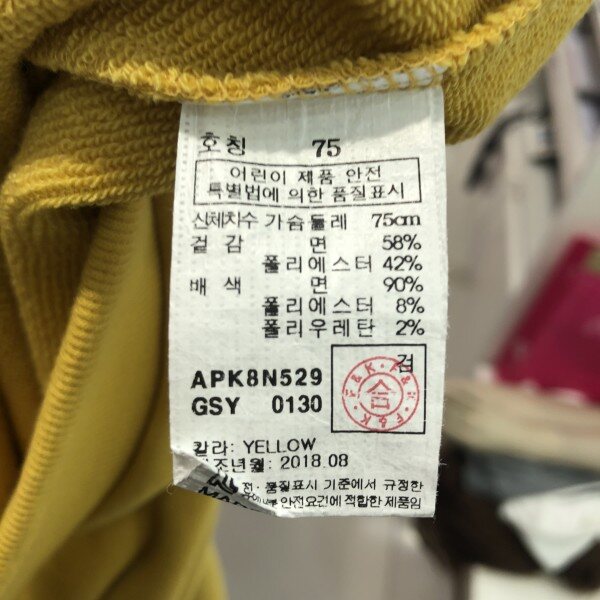 호칭 75
어린이 제품 안전
특별법에 의한 품질표시
신체치수 가슴둘레 75cm
겉감 면 58%
폴리에스터 42%
배색 면 90%
폴리에스터 8%
폴리우레탄 2%
APK8N529
GSY 0130
검
F&K F&K
合
칼라: YELLOW
조년월: 2018.08
전·품질표시 기준에서 규정한
안전요건에 적합한 제품임